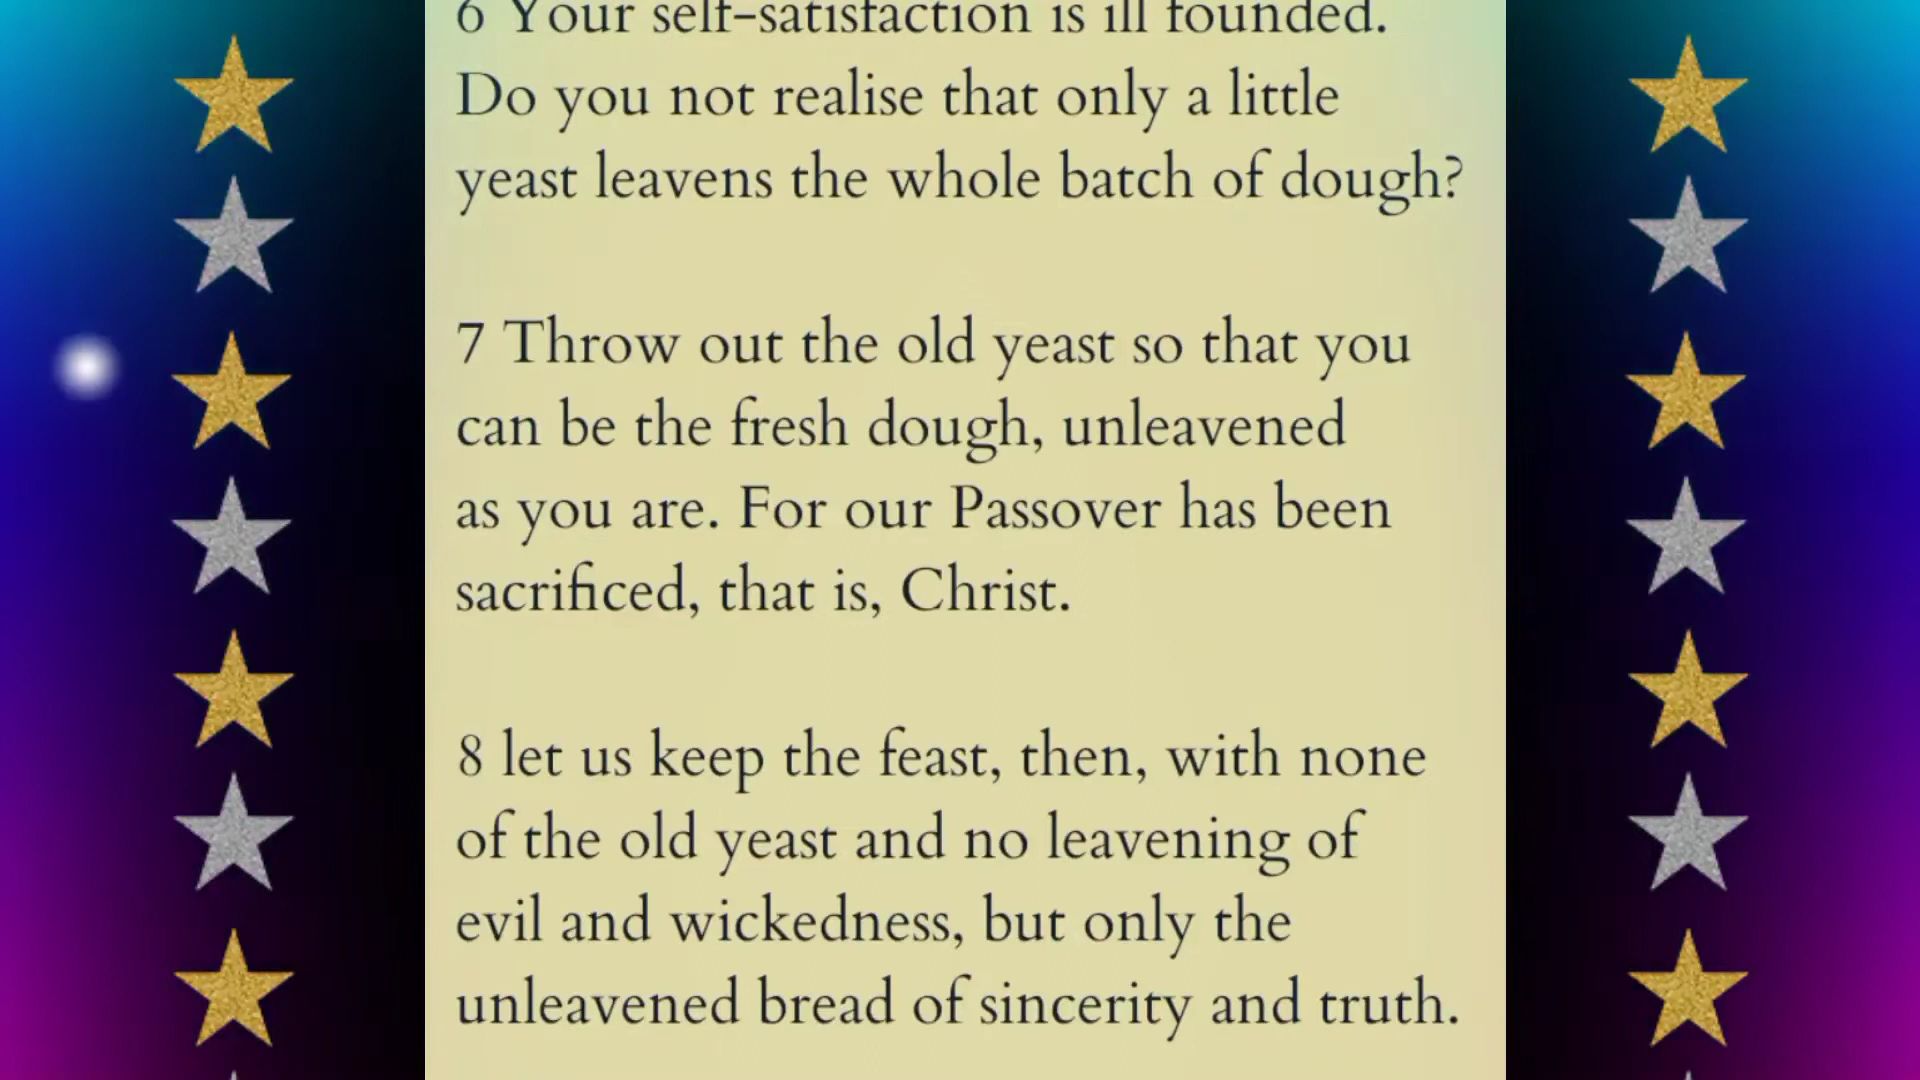 6 Your self-satisfaction is ill founded.
Do you not realise that only a little
yeast leavens the whole batch of dough?
7 Throw out the old yeast so that you
can be the fresh dough, unleavened
as you are. For our Passover has been
sacrificed, that is, Christ.
8 let us keep the feast, then, with none
of the old yeast and no leavening of
evil and wickedness, but only the
unleavened bread of sincerity and truth.